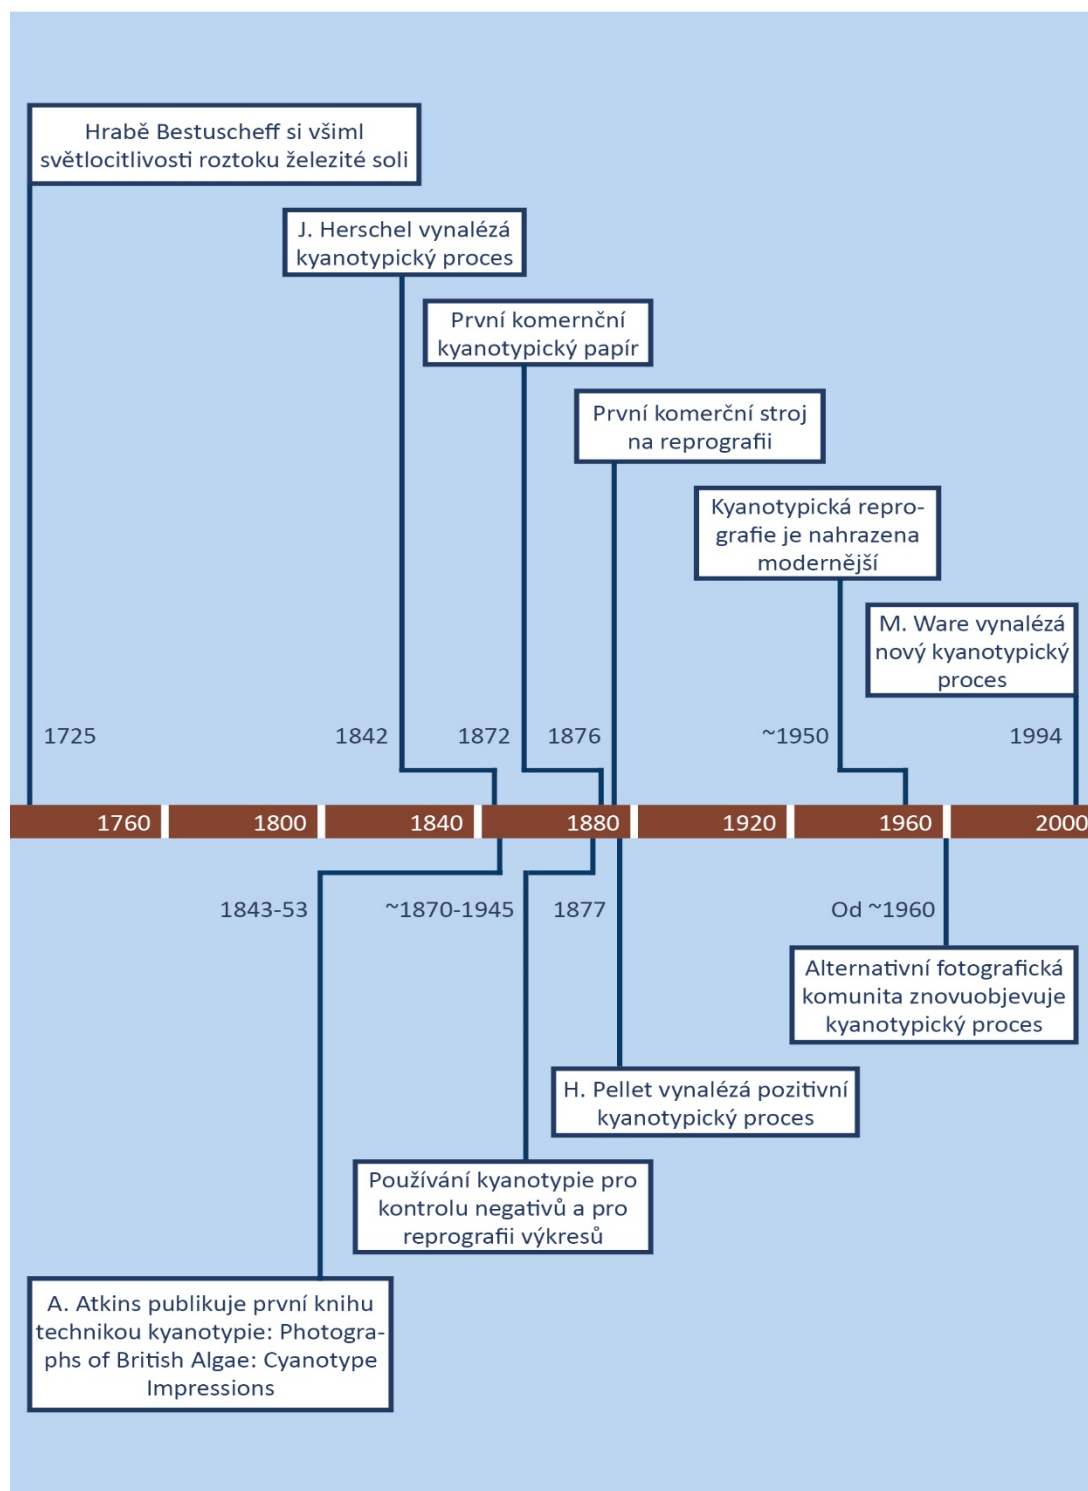 Hrabě Bestuscheff si všiml
světlocitlivosti roztoku železité soli
J. Herschel vynalézá
kyanotypický proces
První komernční
kyanotypický papír
První komerční stroj
na reprografii
Kyanotypická repro-
grafie je nahrazena
modernější
M. Ware vynalézá
nový kyanotypický
proces
1725
1842
1872
1876
~1950
1994
1760
1800
1840
1880
1920
1960
2000
1843-53
~1870-1945
1877
Od ~1960
Alternativní fotografická
komunita znovuobjevuje
kyanotypický proces
H. Pellet vynalézá pozitivní
kyanotypický proces
Používání kyanotypie pro
kontrolu negativů a pro
reprografii výkresů
A. Atkins publikuje první knihu
technikou kyanotypie: Photogra-
phs of British Algae: Cyanotype
Impressions